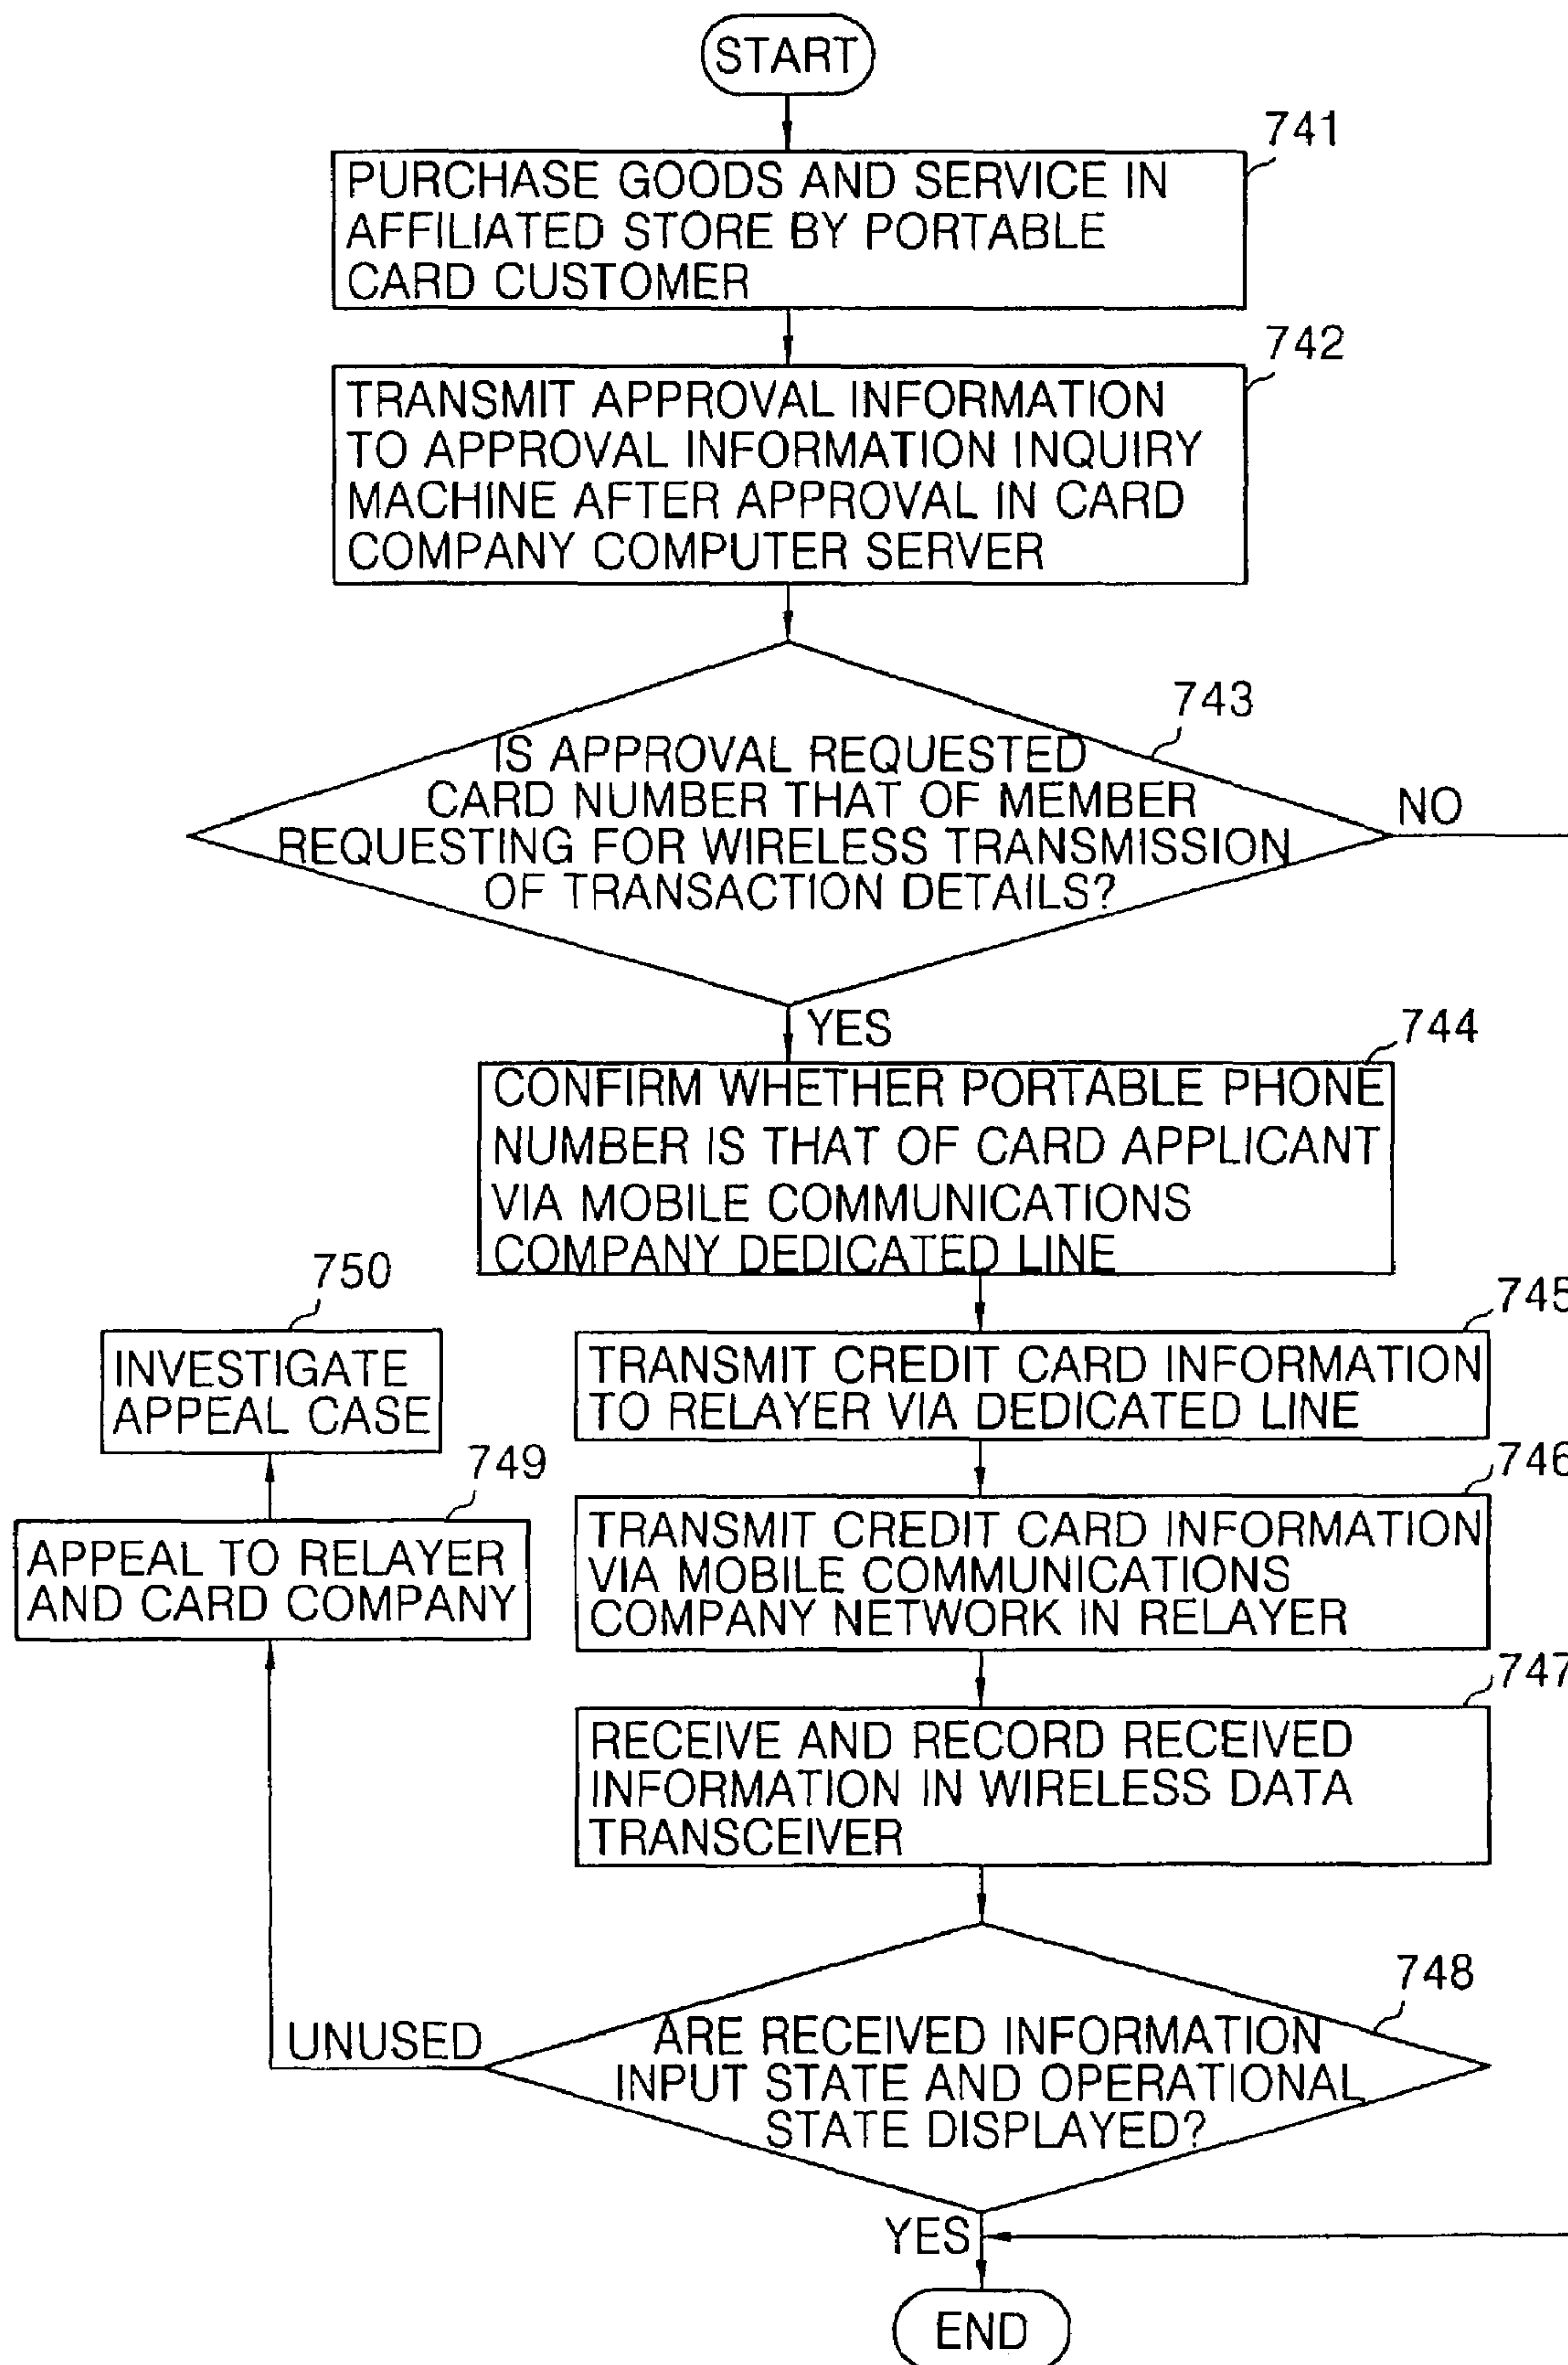 START
741
PURCHASE GOODS AND SERVICE IN
AFFILIATED STORE BY PORTABLE
CARD CUSTOMER
742
TRANSMIT APPROVAL INFORMATION
TO APPROVAL INFORMATION INQUIRY
MACHINE AFTER APPROVAL IN CARD
COMPANY COMPUTER SERVER
743
IS APPROVAL REQUESTED
CARD NUMBER THAT OF MEMBER
REQUESTING FOR WIRELESS TRANSMISSION
OF TRANSACTION DETAILS?
NO
YES
744
CONFIRM WHETHER PORTABLE PHONE
NUMBER IS THAT OF CARD APPLICANT
VIA MOBILE COMMUNICATIONS
COMPANY DEDICATED LINE
745
TRANSMIT CREDIT CARD INFORMATION
TO RELAYER VIA DEDICATED LINE
746
TRANSMIT CREDIT CARD INFORMATION
VIA MOBILE COMMUNICATIONS
COMPANY NETWORK IN RELAYER
747
RECEIVE AND RECORD RECEIVED
INFORMATION IN WIRELESS DATA
TRANSCEIVER
748
ARE RECEIVED INFORMATION
INPUT STATE AND OPERATIONAL
STATE DISPLAYED?
UNUSED
749
APPEAL TO RELAYER
AND CARD COMPANY
750
INVESTIGATE
APPEAL CASE
YES
END